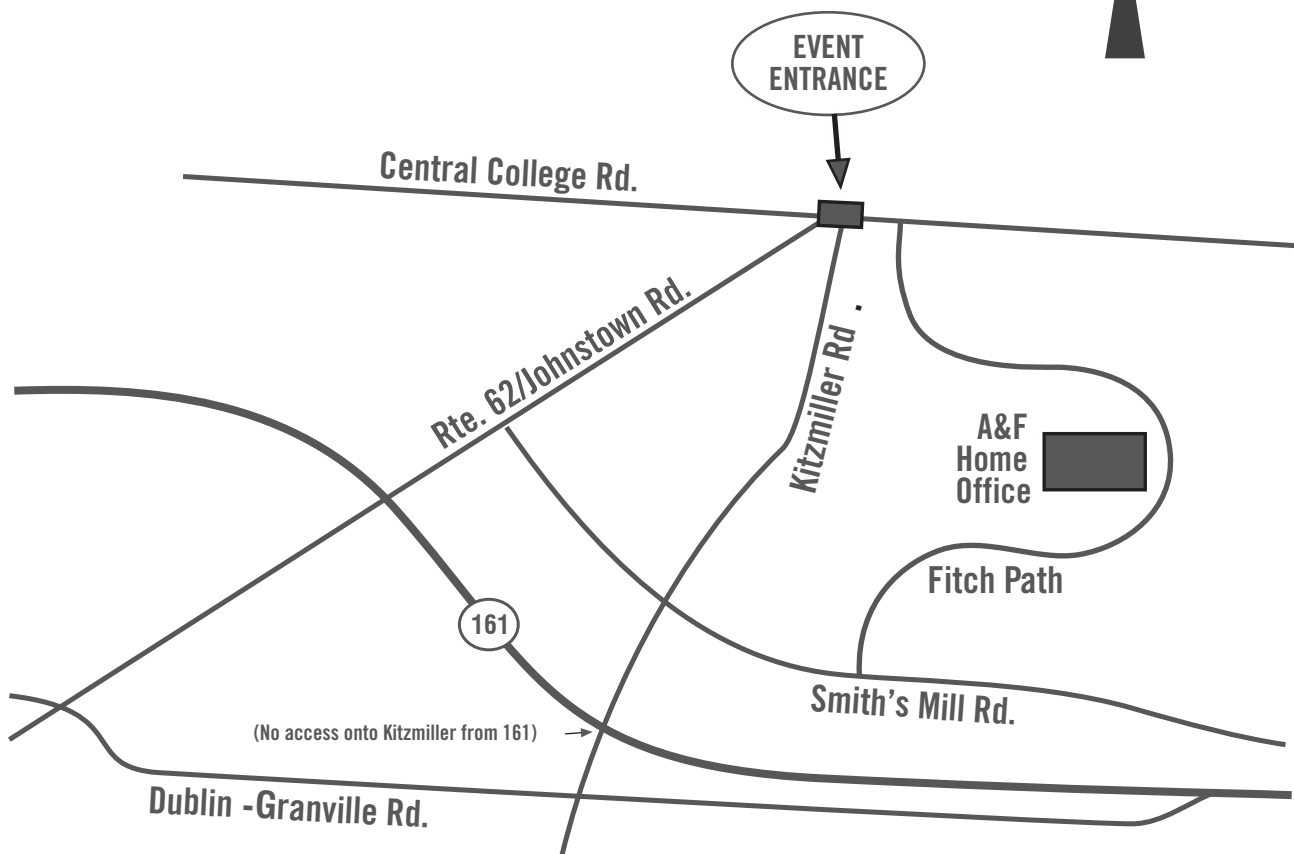 EVENT
ENTRANCE
Central College Rd.
Rte. 62/Johnstown Rd.
Kitzmiller Rd .
A&F
Home
Office
Fitch Path
161
Smith's Mill Rd.
(No access onto Kitzmiller from 161)
Dublin -Granville Rd.